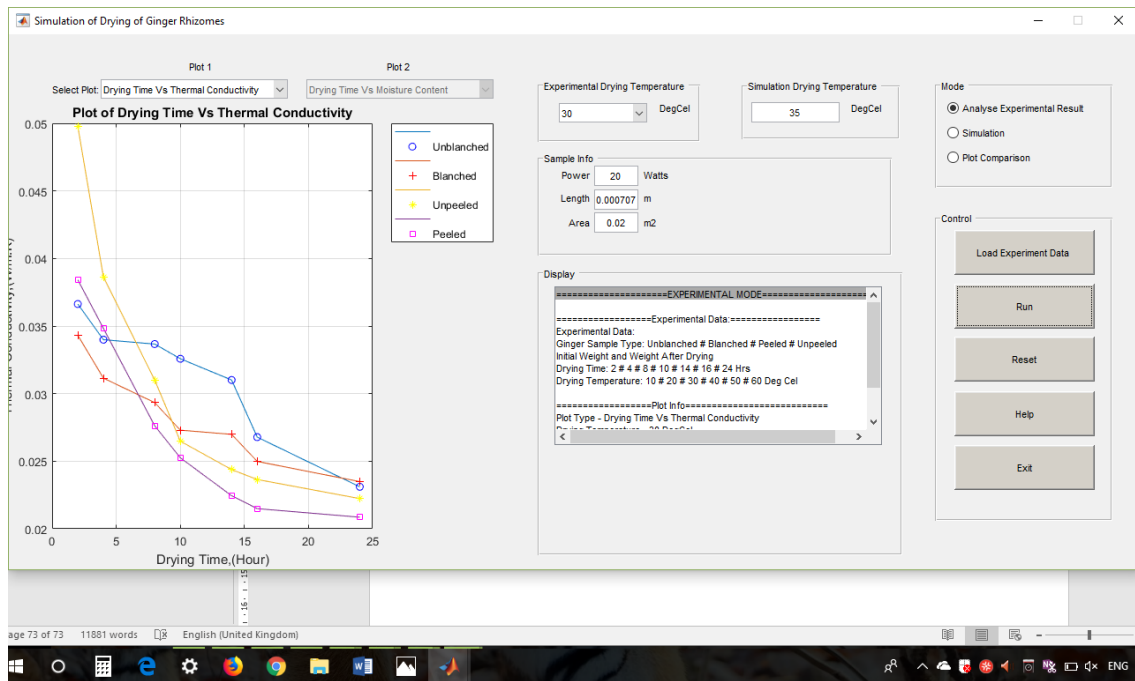 Simulation of Drying of Ginger Rhizomes
Plot 1
Plot 2
Select Plot:
Drying Time Vs Thermal Conductivity
Drying Time Vs Moisture Content
Plot of Drying Time Vs Thermal Conductivity
0.05
0.045
0.04
0.035
0.03
0.025
0.02
0 5 10 15 20 25
Drying Time,(Hour)
Unblanched
Blanched
Unpeeled
Peeled
Experimental Drying Temperature
30 DegCel
Simulation Drying Temperature
35 DegCel
Sample Info
Power 20 Watts
Length 0.000707 m
Area 0.02 m2
Display
=====================EXPERIMENTAL MODE====================
==================Experimental Data:=================
Experimental Data:
Ginger Sample Type: Unblanched # Blanched # Peeled # Unpeeled
Initial Weight and Weight After Drying
Drying Time: 2 # 4 # 8 # 10 # 14 # 16 # 24 Hrs
Drying Temperature: 10 # 20 # 30 # 40 # 50 # 60 Deg Cel
==================Plot Info===========================
Plot Type - Drying Time Vs Thermal Conductivity
Mode
Analyse Experimental Result
Simulation
Plot Comparison
Control
Load Experiment Data
Run
Reset
Help
Exit
15
16
age 73 of 73 11881 words English (United Kingdom)
ENG